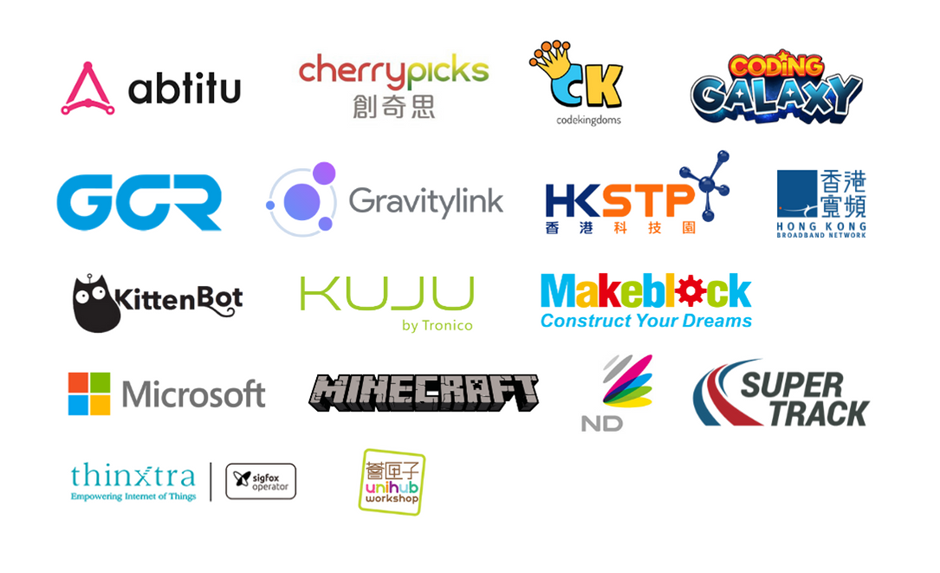 abtitu
cherrypicks
創奇思
CK
codekingdoms
CODING
GALAXY
GCR
Gravitylink
HKSTP
香港科技園
香港
寬頻
HONG KONG
BROADBAND NETWORK
KittenBot
KUJU
by Tronico
Makeblock
Construct Your Dreams
Microsoft
MINECRAFT
ND
SUPER
TRACK
thinxtra
Empowering Internet of Things
sigfox
operator
薈匣子
unihub
workshop